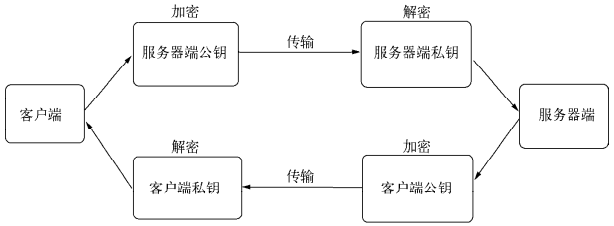 加密
解密
服务器端公钥
传输
服务器端私钥
客户端
服务器端
解密
加密
客户端私钥
传输
客户端公钥